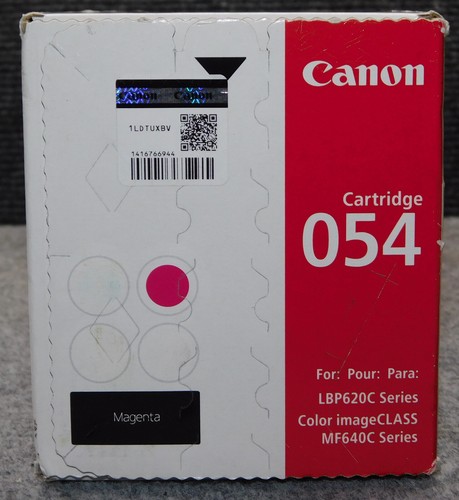 Canon
Canon Canon
1LDTUXBV
1416766944
Cartridge
054
For: Pour: Para:
LBP620C Series
Color imageCLASS
MF640C Series
Magenta